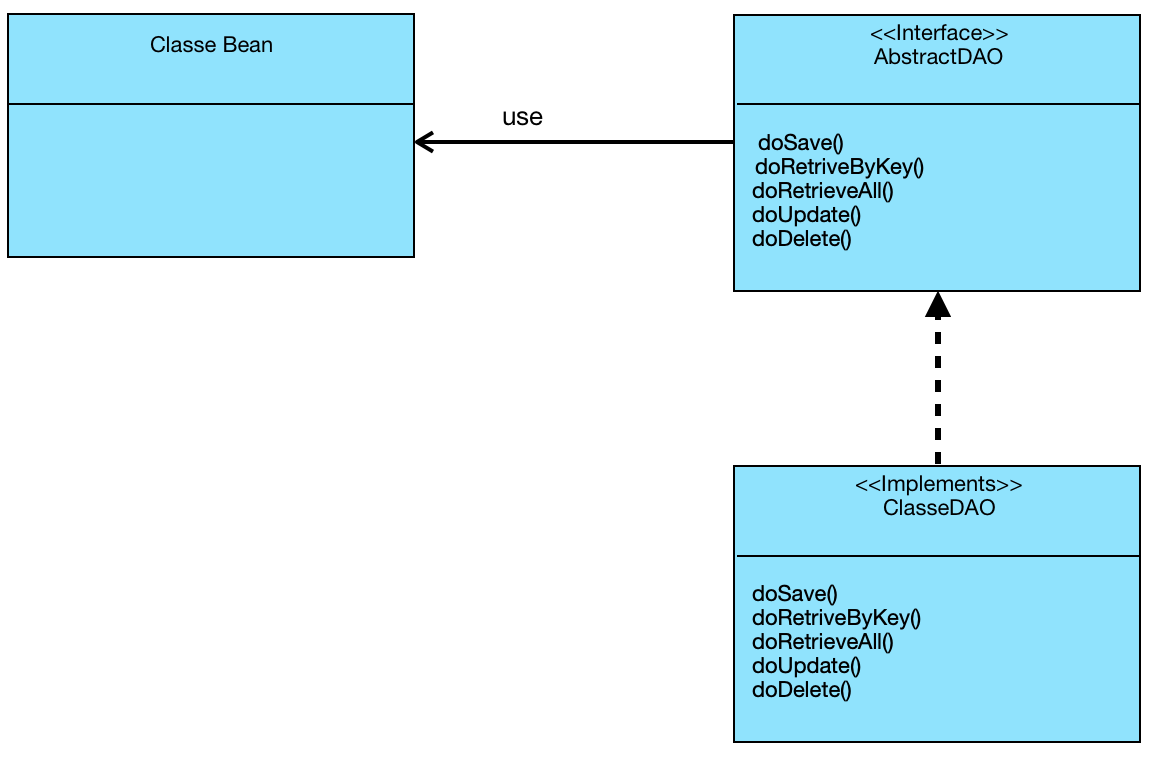 Classe Bean
use
<<Interface>>
AbstractDAO
doSave()
doRetriveByKey()
doRetrieveAll()
doUpdate()
doDelete()
<<Implements>>
ClasseDAO
doSave()
doRetriveByKey()
doRetrieveAll()
doUpdate()
doDelete()